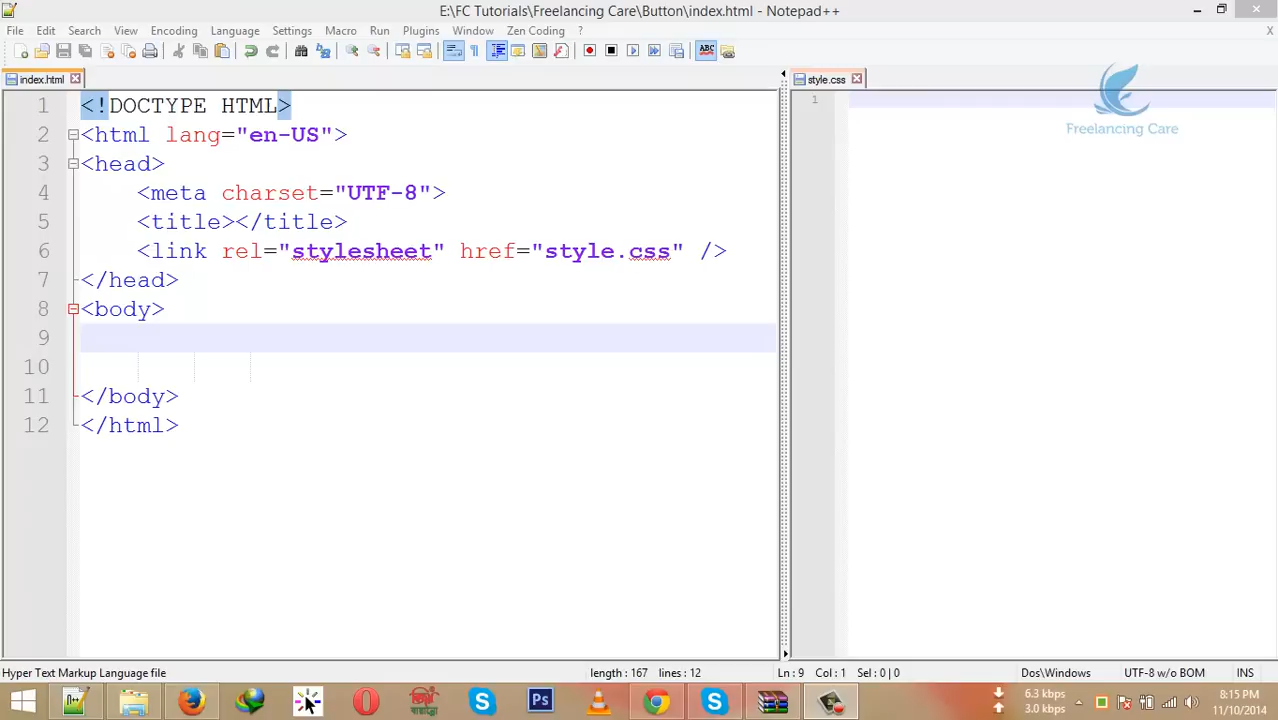 E:\FC Tutorials\Freelancing Care\Button\index.html - Notepad++
File Edit Search View Encoding Language Settings Macro Run Plugins Window Zen Coding ? X
ABC
index.html
style.css
1 <!DOCTYPE HTML>
2 <html lang="en-US">
3 <head>
4 <meta charset="UTF-8">
5 <title></title>
6 <link rel="stylesheet" href="style.css" />
7 </head>
8 <body>
9
10
11 </body>
12 </html>
1
Freelancing Care
Hyper Text Markup Language file length : 167 lines : 12 Ln : 9 Col : 1 Sel : 0 | 0 Dos\Windows UTF-8 w/o BOM INS
Ps
6.3 kbps
3.0 kbps
8:15 PM
11/10/2014